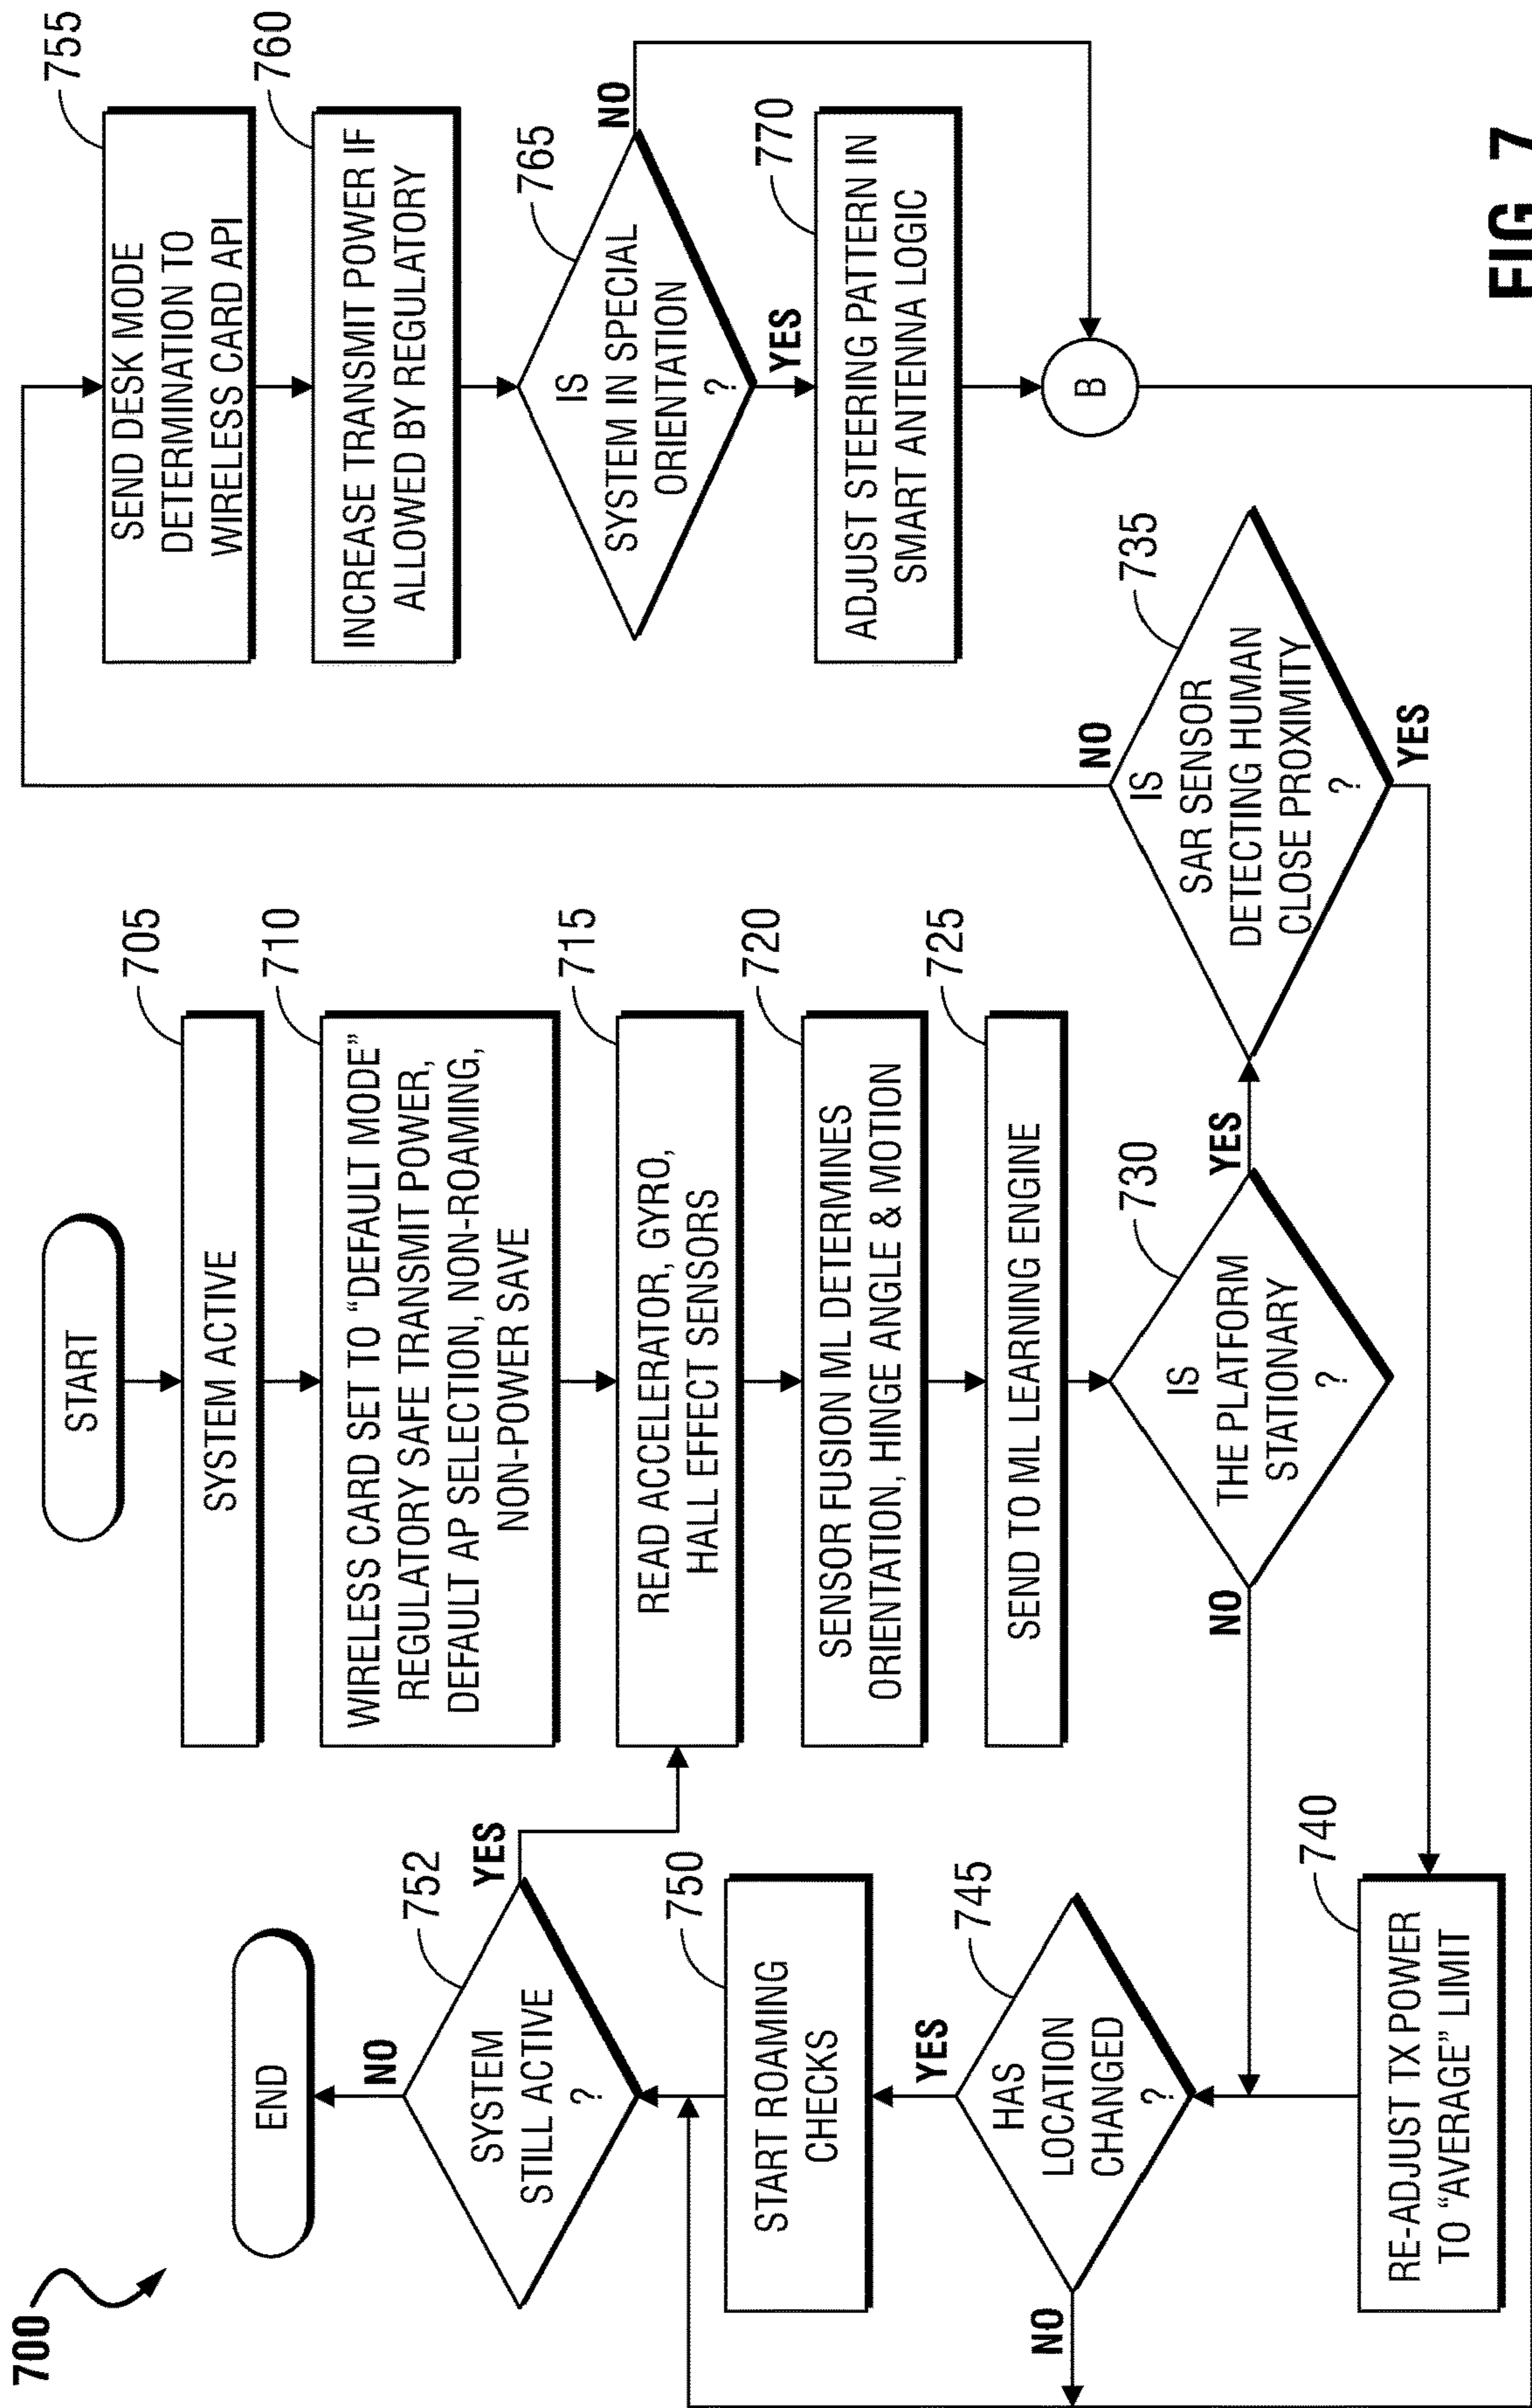 700
START
705
SYSTEM ACTIVE
710
WIRELESS CARD SET TO “DEFAULT MODE”
REGULATORY SAFE TRANSMIT POWER,
DEFAULT AP SELECTION, NON-ROAMING,
NON-POWER SAVE
715
READ ACCELERATOR, GYRO,
HALL EFFECT SENSORS
720
SENSOR FUSION ML DETERMINES
ORIENTATION, HINGE ANGLE & MOTION
725
SEND TO ML LEARNING ENGINE
730
IS
THE PLATFORM
STATIONARY
?
NO
YES
735
IS
SAR SENSOR
DETECTING HUMAN
CLOSE PROXIMITY
?
NO
YES
740
RE-ADJUST TX POWER
TO “AVERAGE” LIMIT
745
HAS
LOCATION
CHANGED
?
NO
YES
750
START ROAMING
CHECKS
752
SYSTEM
STILL ACTIVE
?
YES
NO
END
755
SEND DESK MODE
DETERMINATION TO
WIRELESS CARD API
760
INCREASE TRANSMIT POWER IF
ALLOWED BY REGULATORY
765
IS
SYSTEM IN SPECIAL
ORIENTATION
?
NO
YES
770
ADJUST STEERING PATTERN IN
SMART ANTENNA LOGIC
B
FIG. 7